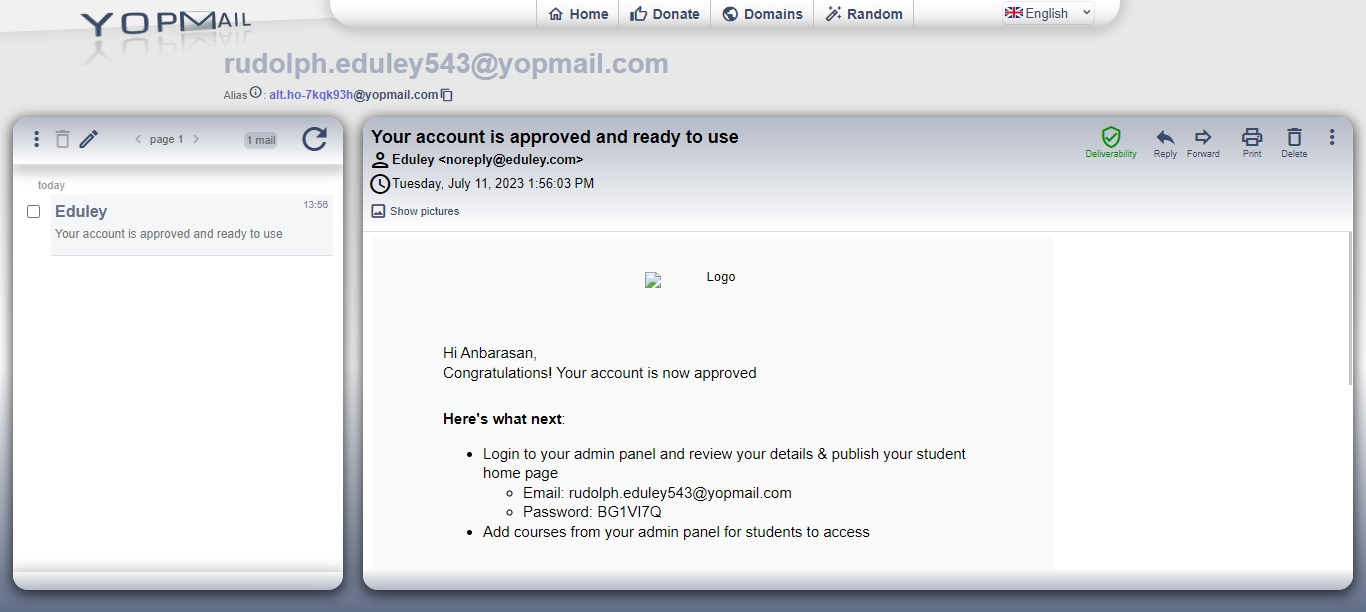 YOPMAIL
Home
Donate
Domains
Random
English
rudolph.eduley543@yopmail.com
Alias : alt.ho-7kqk93h@yopmail.com
page 1
1 mail
today
Eduley
13:56
Your account is approved and ready to use
Your account is approved and ready to use
Eduley <noreply@eduley.com>
Tuesday, July 11, 2023 1:56:03 PM
Show pictures
Deliverability
Reply
Forward
Print
Delete
Logo
Hi Anbarasan,
Congratulations! Your account is now approved
Here's what next:
Login to your admin panel and review your details & publish your student
home page
Email: rudolph.eduley543@yopmail.com
Password: BG1VI7Q
Add courses from your admin panel for students to access